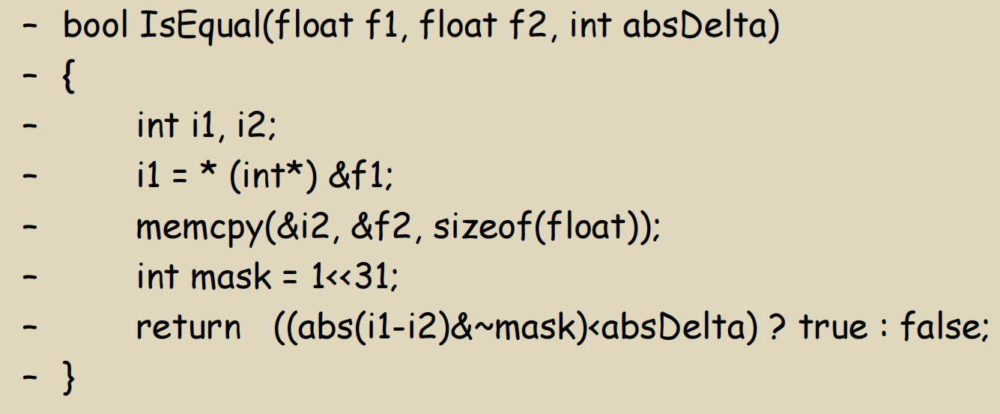 – bool IsEqual(float f1, float f2, int absDelta)
– {
– int i1, i2;
– i1 = * (int*) &f1;
– memcpy(&i2, &f2, sizeof(float));
– int mask = 1<<31;
– return ((abs(i1-i2)&~mask)<absDelta) ? true : false;
– }